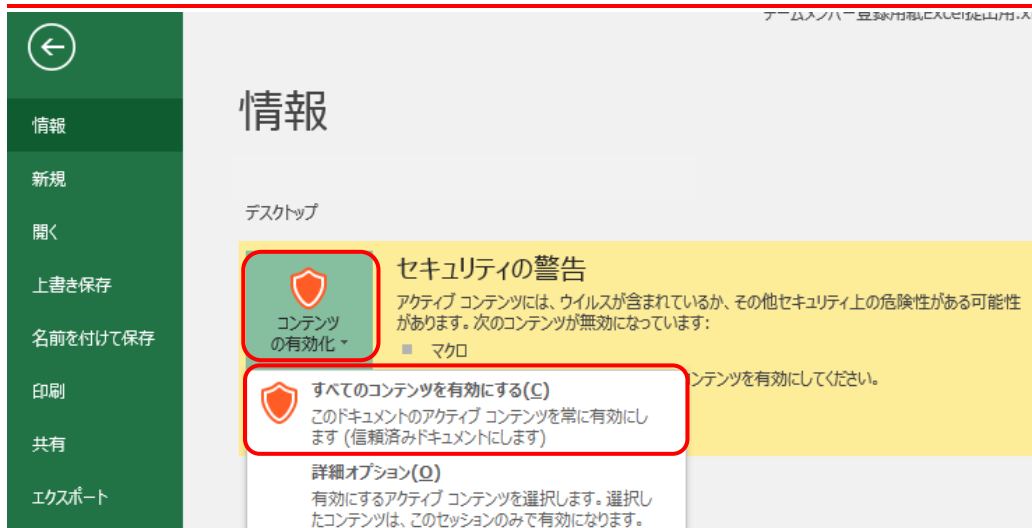 情報
情報
新規
デスクトップ
開く
上書き保存
名前を付けて保存
印刷
共有
エクスポート
コンテンツ
の有効化
セキュリティの警告
アクティブ コンテンツには、ウイルスが含まれているか、その他セキュリティ上の危険性がある可能性
があります。次のコンテンツが無効になっています:
マクロ
ンテンツを有効にしてください。
すべてのコンテンツを有効にする(C)
このドキュメントのアクティブ コンテンツを常に有効にし
ます (信頼済みドキュメントにします)
詳細オプション(O)
有効にするアクティブ コンテンツを選択します。選択し
たコンテンツは、このセッションのみで有効になります。